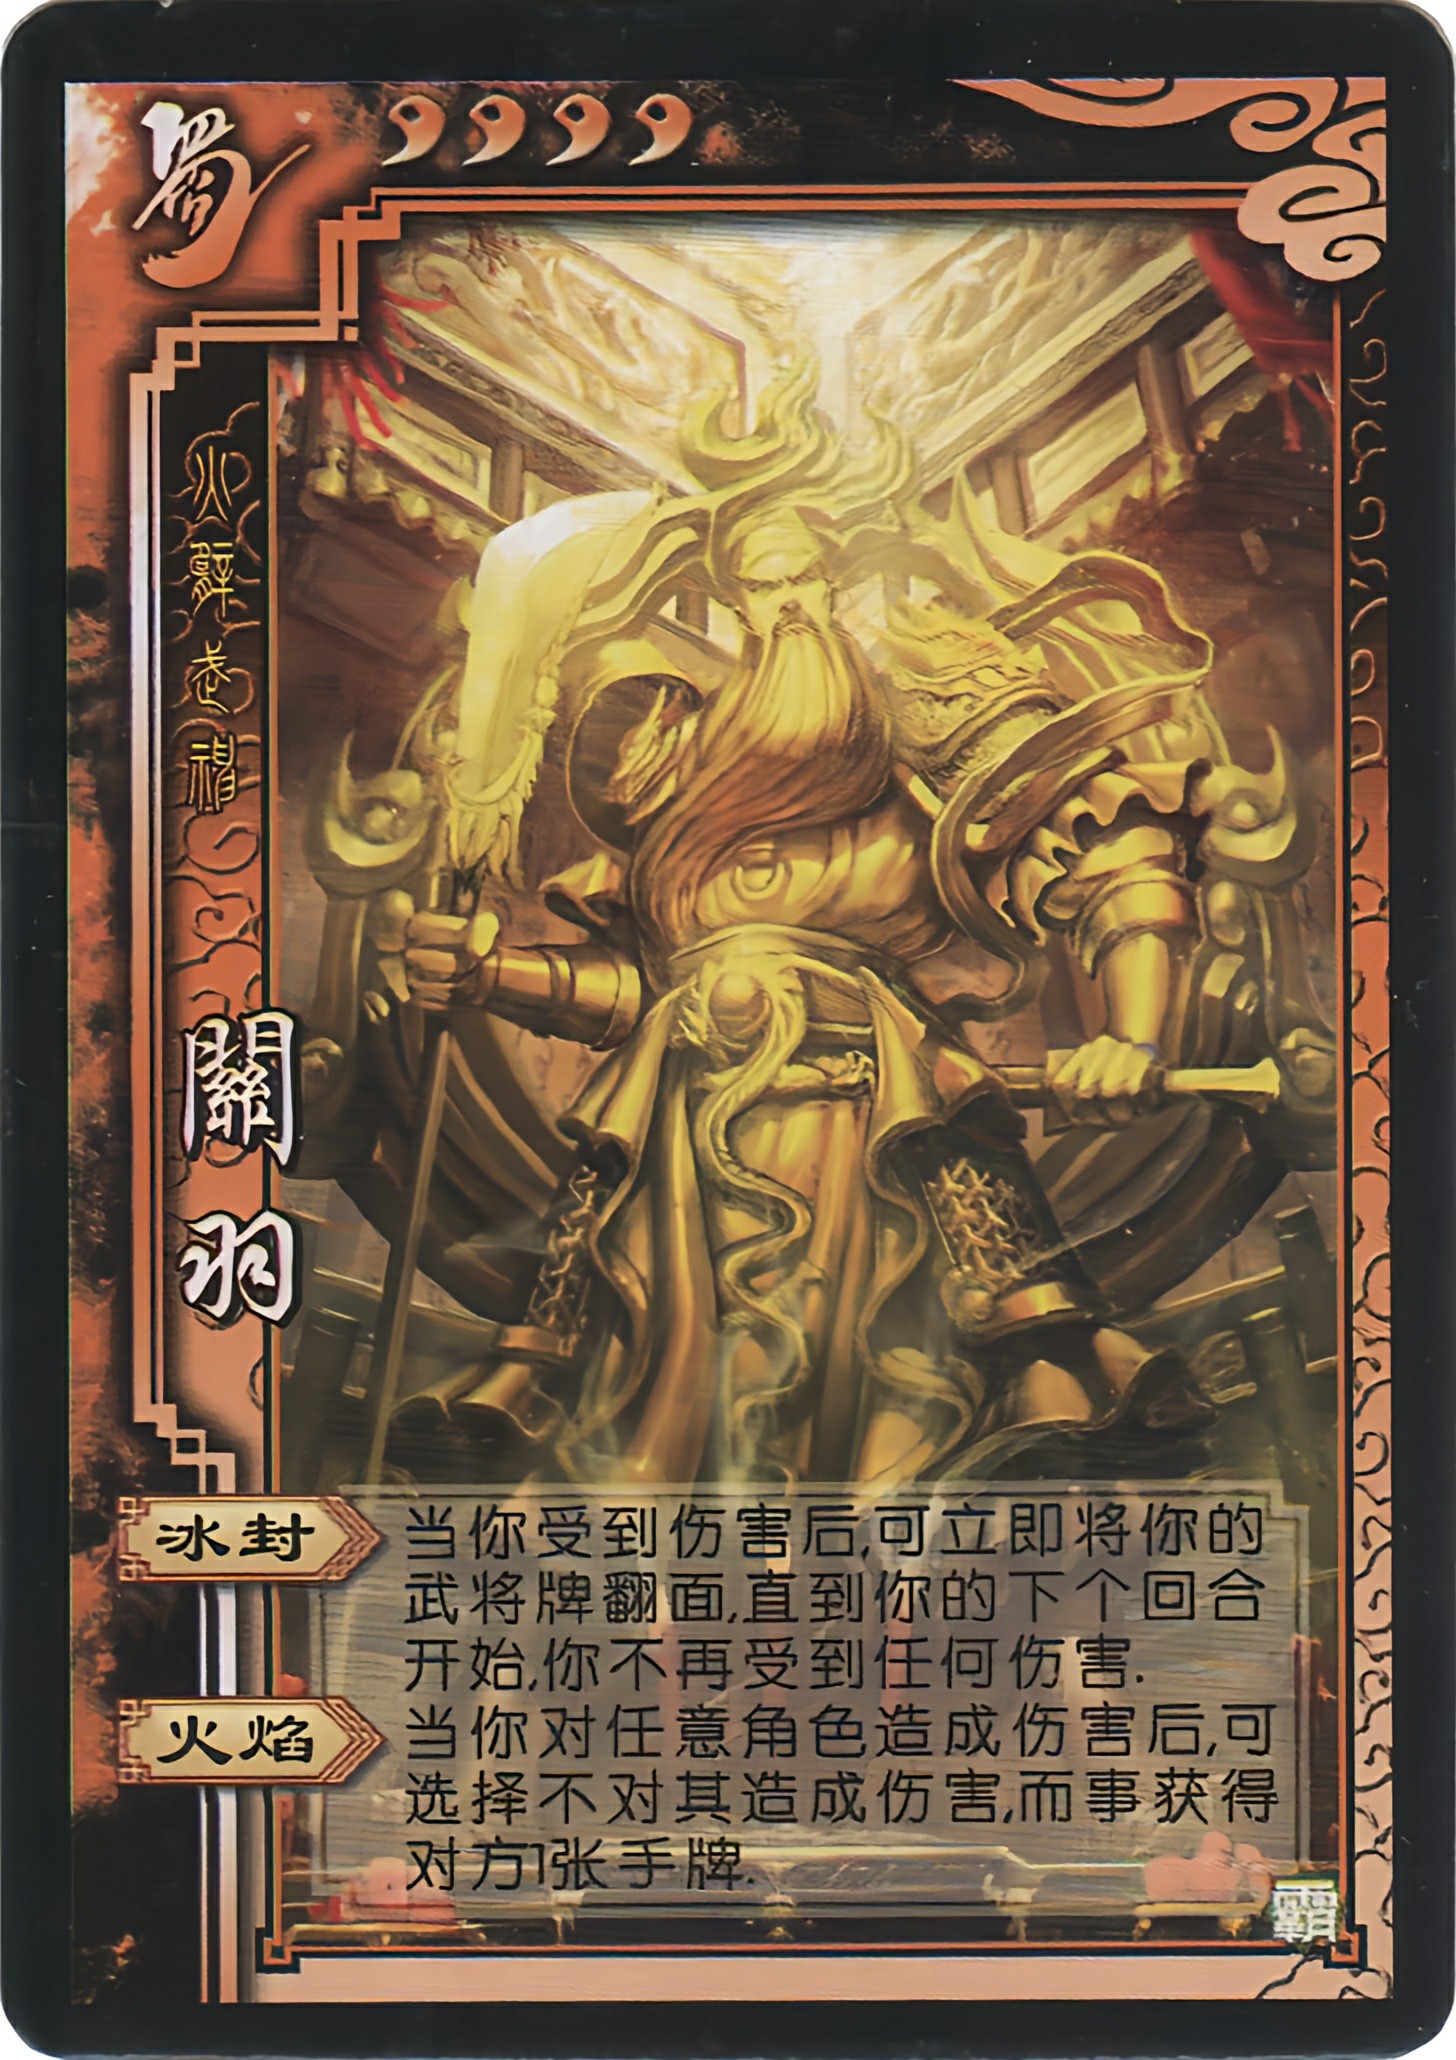 蜀
關羽
冰封
当你受到伤害后,可立即将你的
武将牌翻面,直到你的下个回合
开始,你不再受到任何伤害.
火焰
当你对任意角色造成伤害后,可
选择不对其造成伤害,而事获得
对方1张手牌.
霸